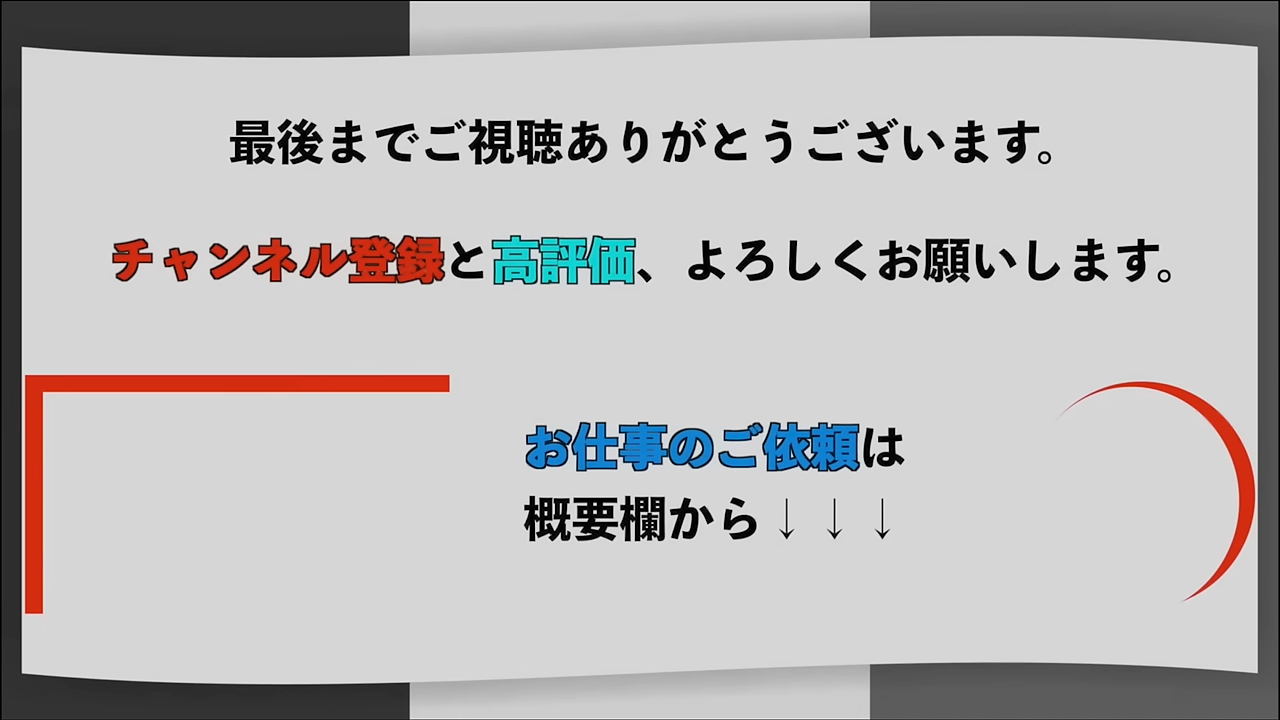 最後までご視聴ありがとうございます。
チャンネル登録と高評価、よろしくお願いします。
お仕事のご依頼は
概要欄から↓↓↓